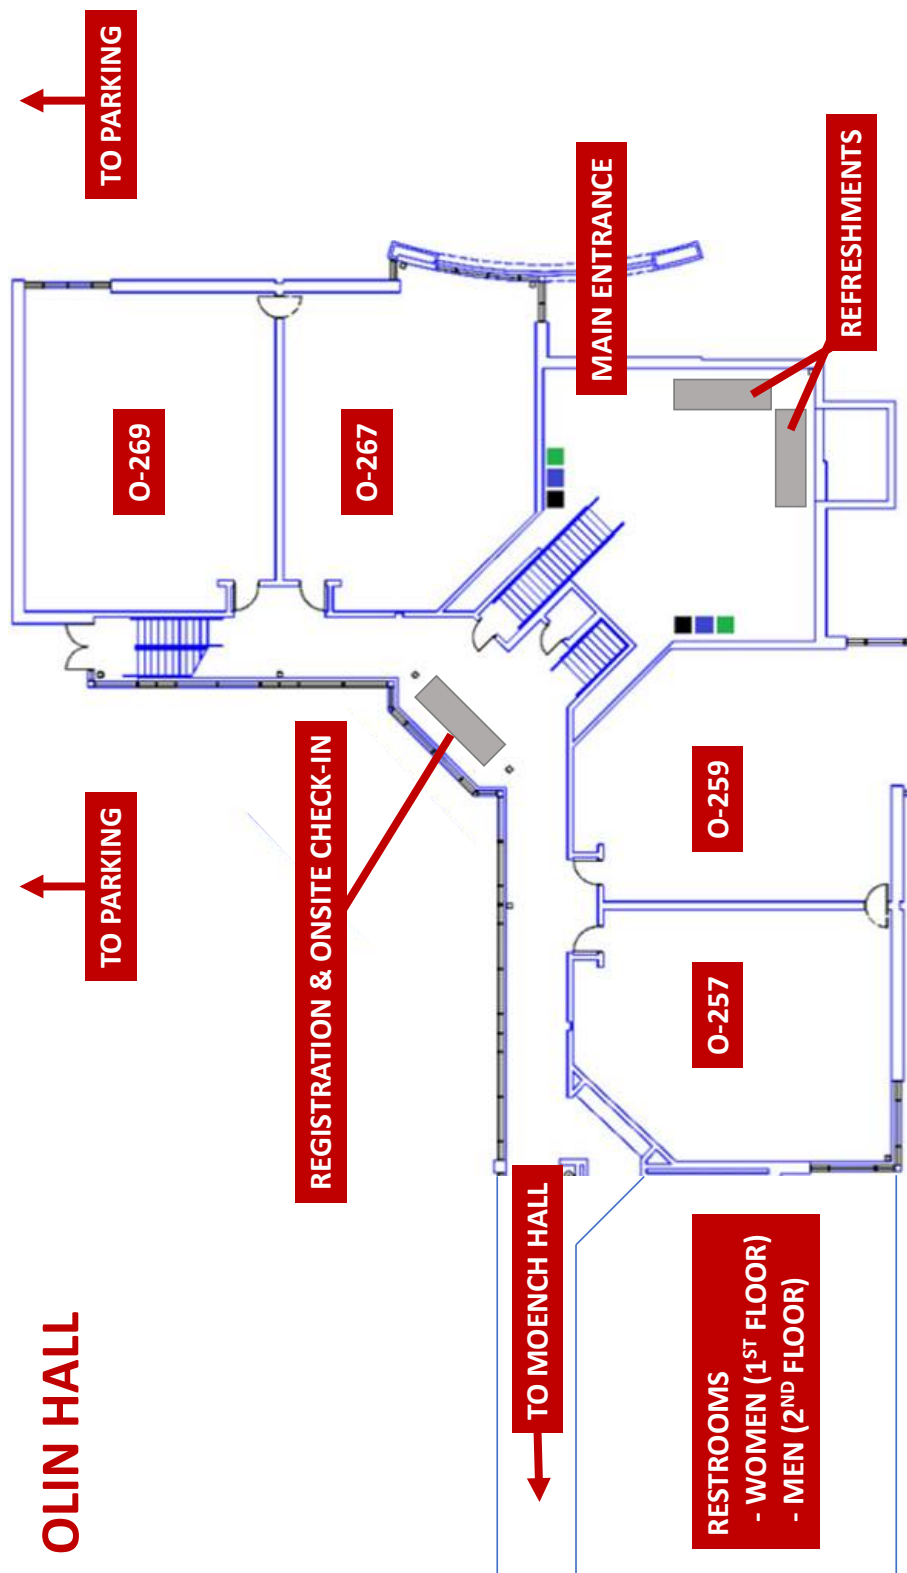 OLIN HALL
TO PARKING
TO PARKING
REGISTRATION & ONSITE CHECK-IN
O-269
O-267
MAIN ENTRANCE
REFRESHMENTS
O-259
O-257
TO MOENCH HALL
RESTROOMS
- WOMEN (1ST FLOOR)
- MEN (2ND FLOOR)